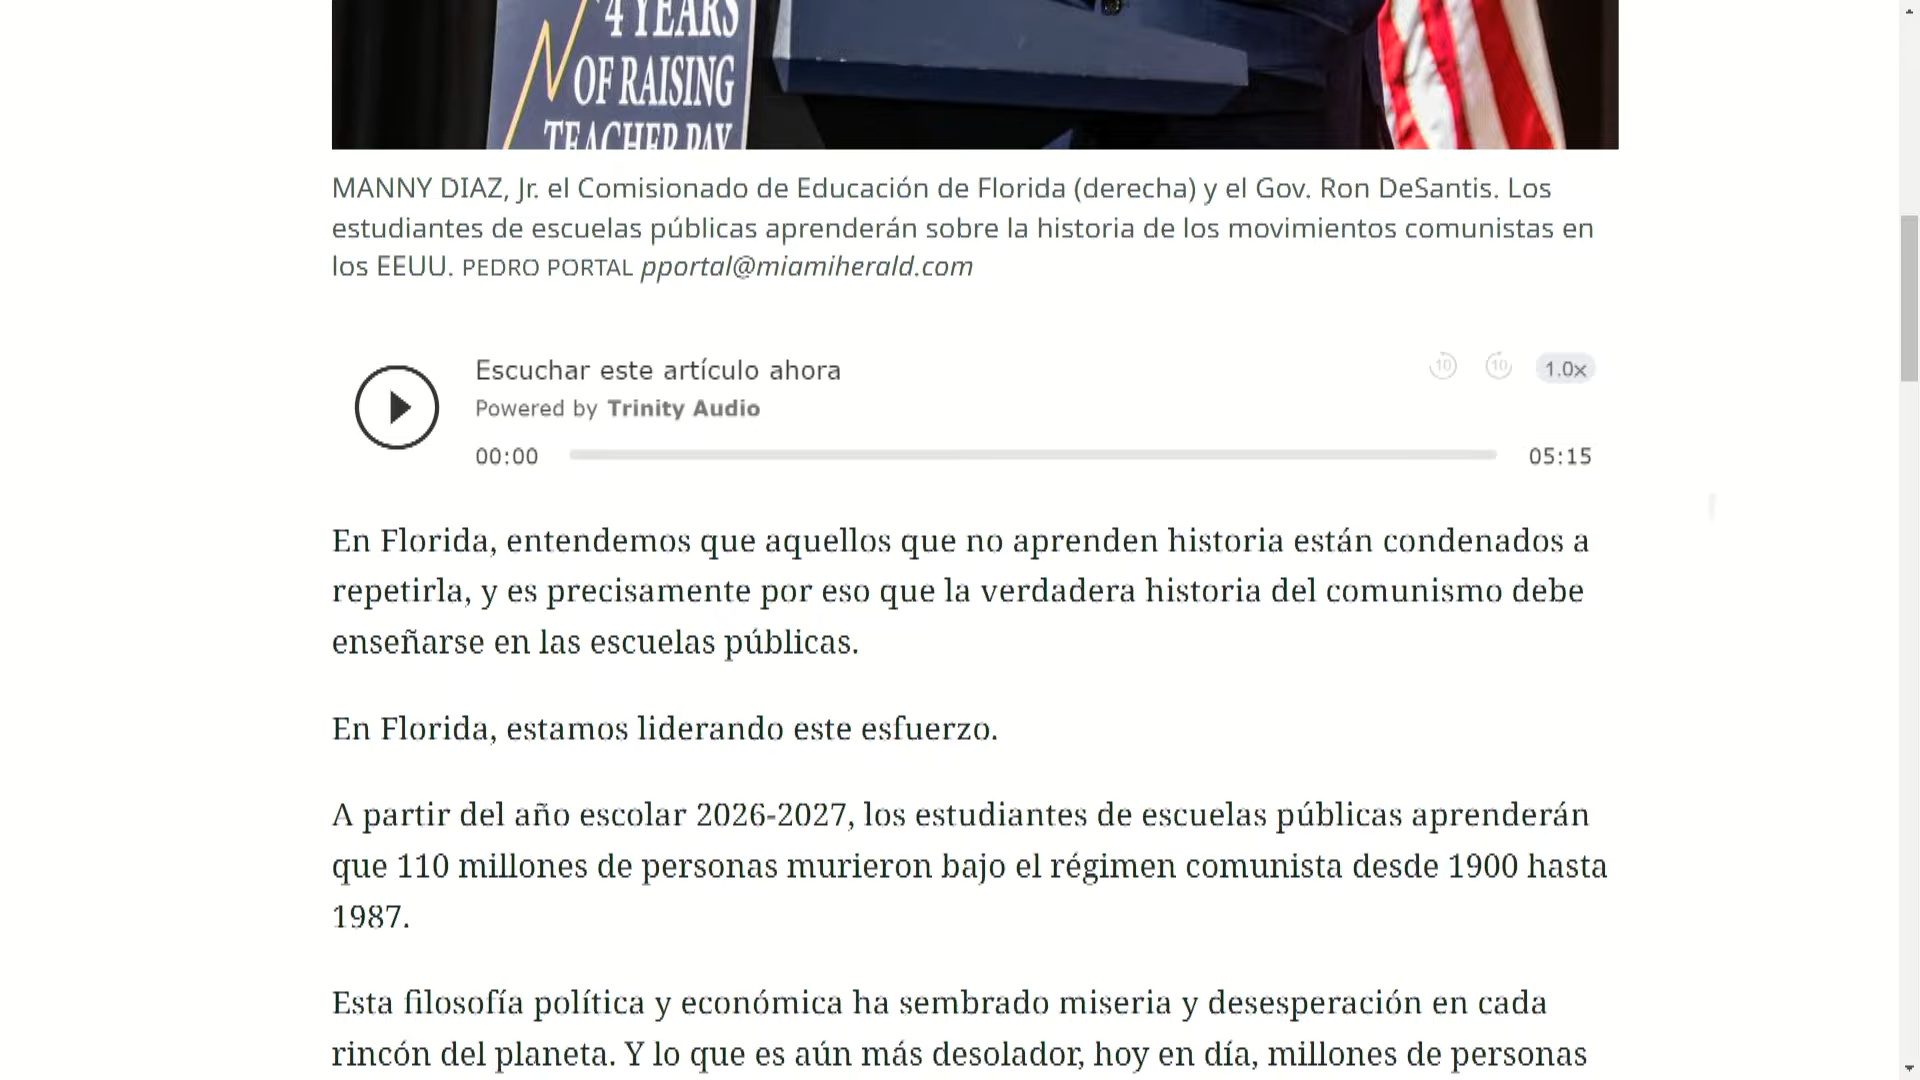 4 YEARS
OF RAISING
TEACHER PAY
MANNY DIAZ, Jr. el Comisionado de Educación de Florida (derecha) y el Gov. Ron DeSantis. Los
estudiantes de escuelas públicas aprenderán sobre la historia de los movimientos comunistas en
los EEUU. PEDRO PORTAL pportal@miamiherald.com
Escuchar este artículo ahora
10 10 1.0x
Powered by Trinity Audio
00:00 05:15
En Florida, entendemos que aquellos que no aprenden historia están condenados a
repetirla, y es precisamente por eso que la verdadera historia del comunismo debe
enseñarse en las escuelas públicas.
En Florida, estamos liderando este esfuerzo.
A partir del año escolar 2026-2027, los estudiantes de escuelas públicas aprenderán
que 110 millones de personas murieron bajo el régimen comunista desde 1900 hasta
1987.
Esta filosofía política y económica ha sembrado miseria y desesperación en cada
rincón del planeta. Y lo que es aún más desolador, hoy en día, millones de personas